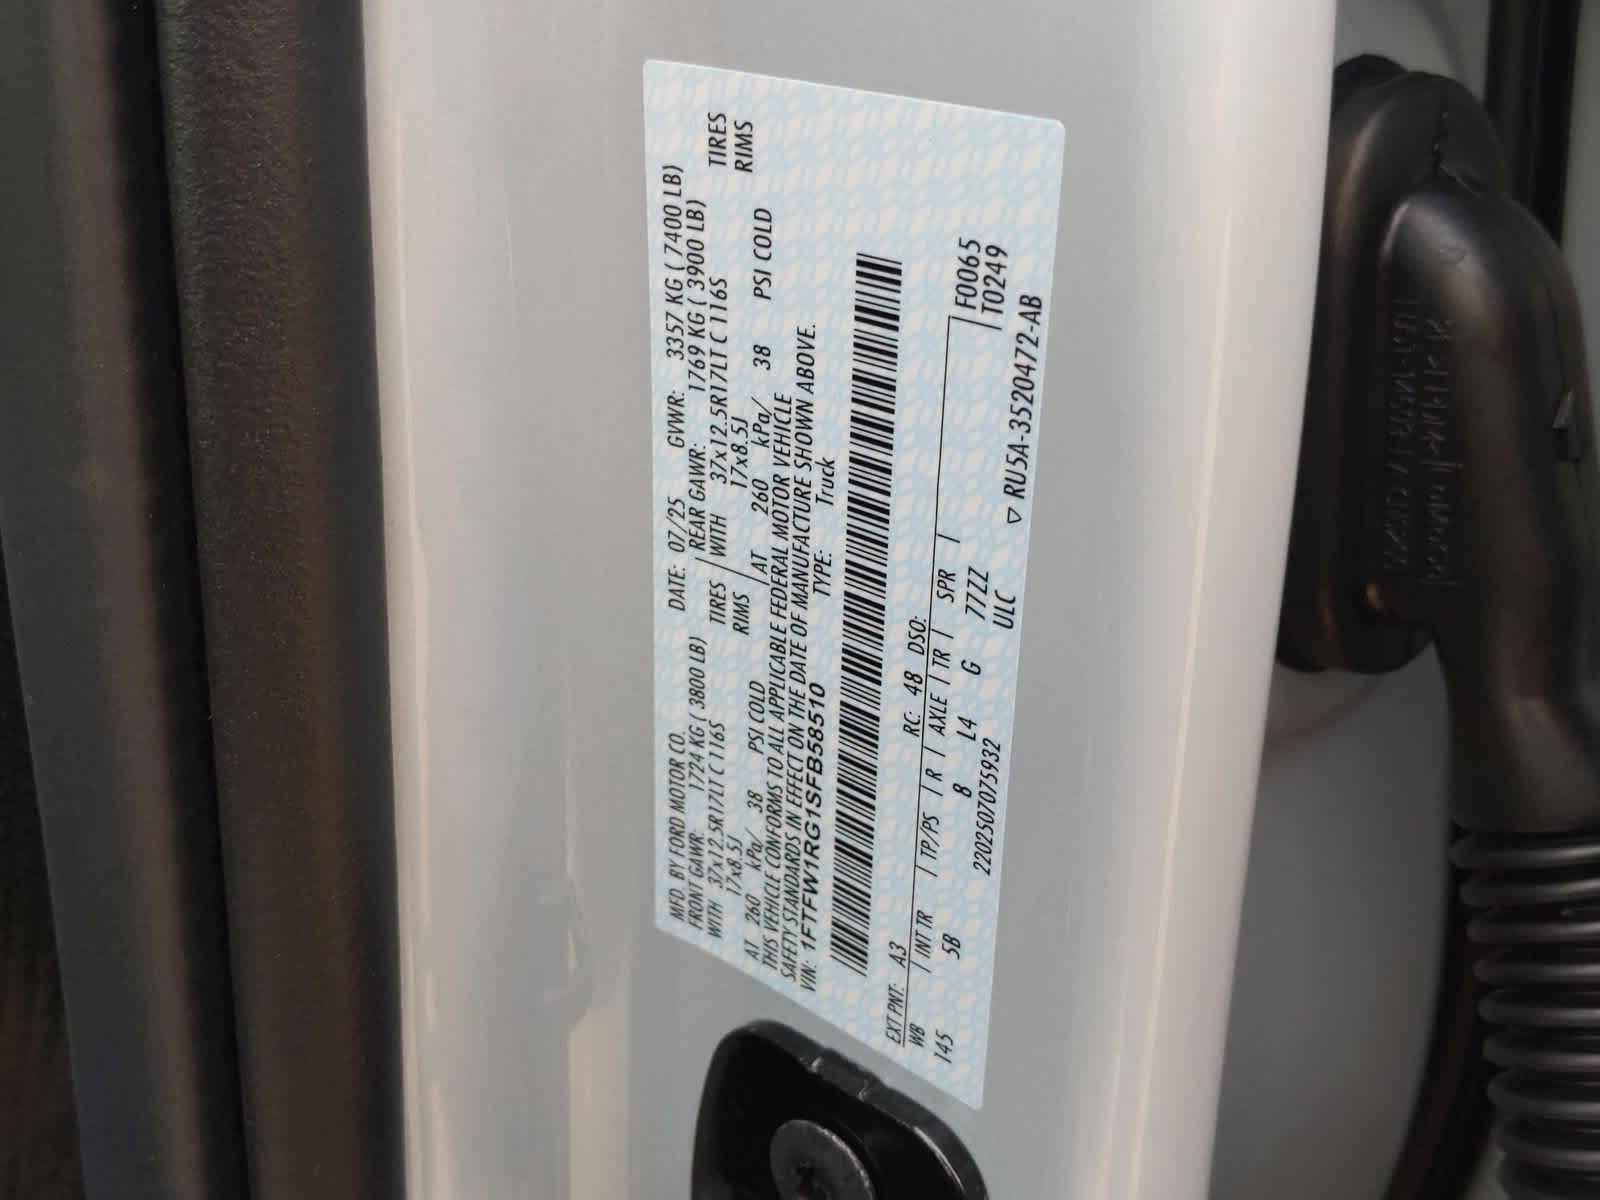 MFD. BY FORD MOTOR CO.
DATE: 07/25 GVWR: 3357 KG ( 7400 LB)
FRONT GAWR: 1724 KG ( 3800 LB) REAR GAWR: 1769 KG ( 3900 LB)
WITH 37x12.5R17LT C 116S TIRES WITH 37x12.5R17LT C 116S TIRES
17x8.5J RIMS 17x8.5J RIMS
AT 260 kPa/ 38 PSI COLD AT 260 kPa/ 38 PSI COLD
THIS VEHICLE CONFORMS TO ALL APPLICABLE FEDERAL MOTOR VEHICLE
SAFETY STANDARDS IN EFFECT ON THE DATE OF MANUFACTURE SHOWN ABOVE.
VIN: 1FTFW1RG1SFB58510 TYPE: Truck
EXT PNT: A3 RC: 48 DSO: F0065
WB INT TR TP/PS R AXLE TR SPR T0249
145 5B 8 L4 G 77ZZ
ULC
2202507075932 ▽ RU5A-3520472-AB